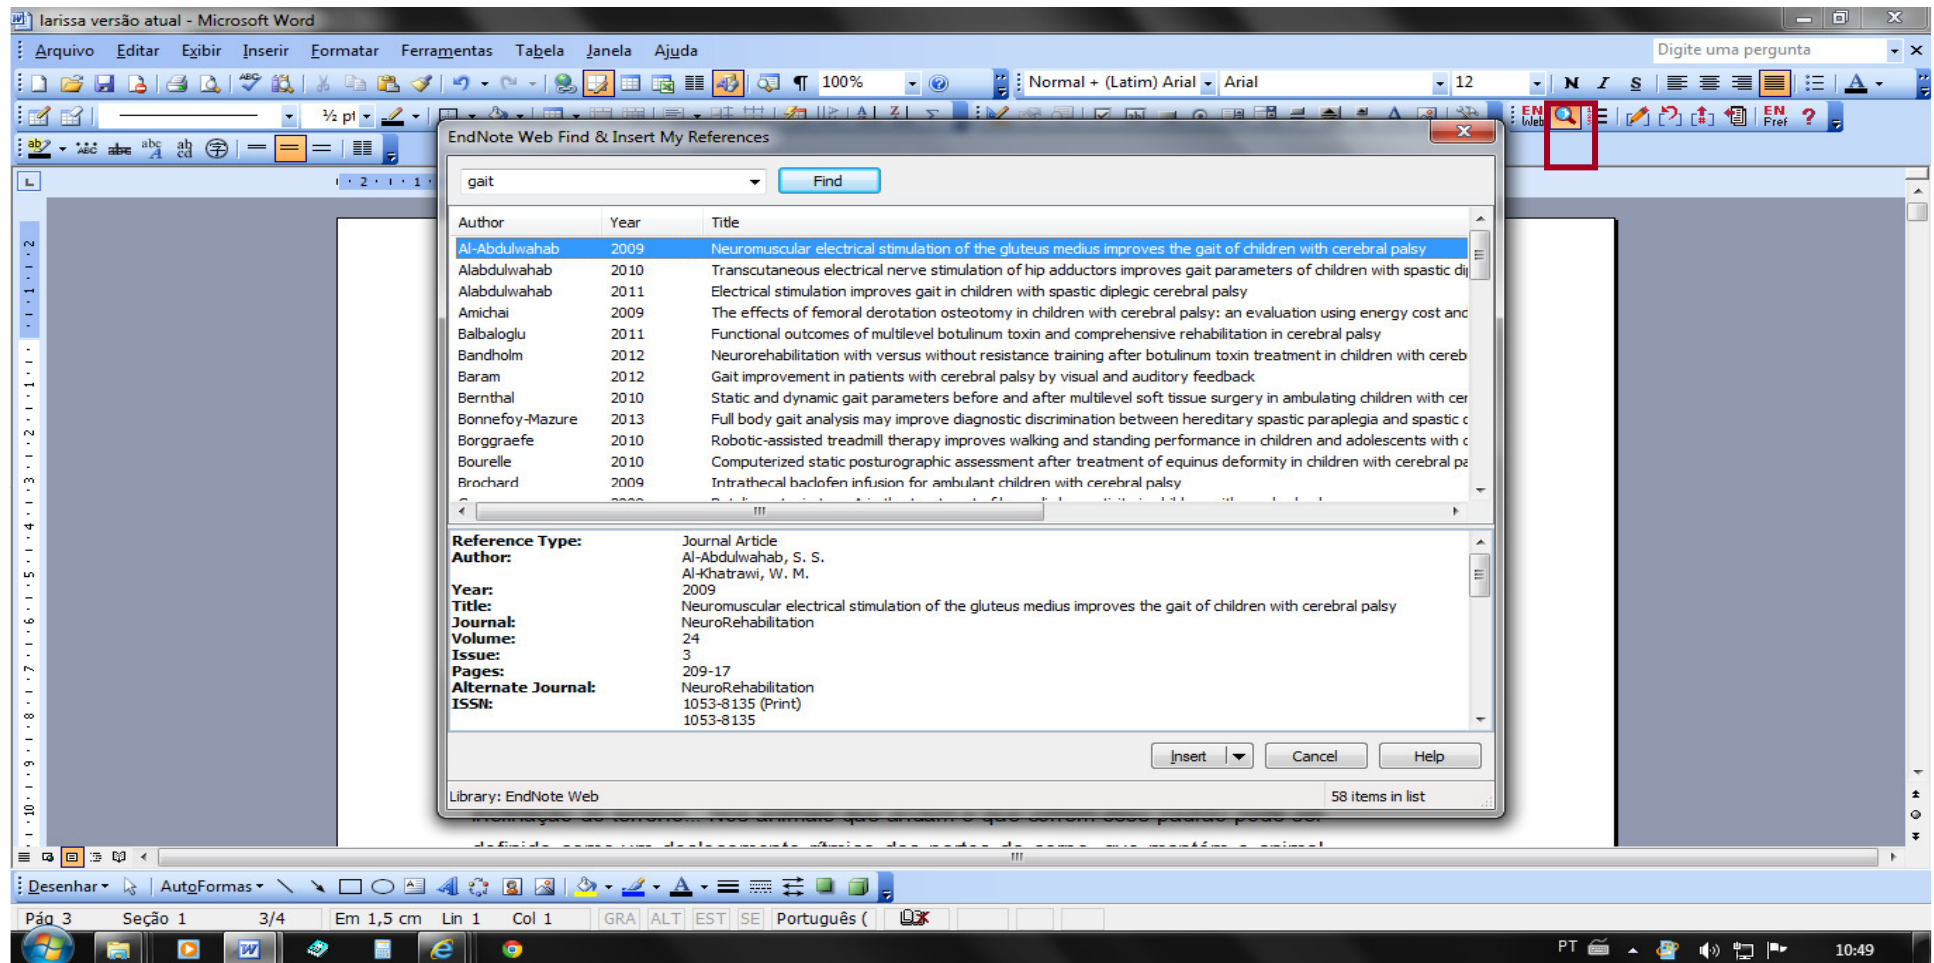 larissa versão atual - Microsoft Word
Arquivo Editar Exibir Inserir Formatar Ferramentas Tabela Janela Ajuda Digite uma pergunta
100% Normal + (Latim) Arial Arial 12 N I S
½ pt EN Web EN Fref ?
EndNote Web Find & Insert My References
gait Find
Author Year Title
Al-Abdulwahab 2009 Neuromuscular electrical stimulation of the gluteus medius improves the gait of children with cerebral palsy
Alabdulwahab 2010 Transcutaneous electrical nerve stimulation of hip adductors improves gait parameters of children with spastic
Alabdulwahab 2011 Electrical stimulation improves gait in children with spastic diplegic cerebral palsy
Amichai 2009 The effects of femoral derotation osteotomy in children with cerebral palsy: an evaluation using energy cost and
Balbaloglu 2011 Functional outcomes of multilevel botulinum toxin and comprehensive rehabilitation in cerebral palsy
Bandholm 2012 Neurorehabilitation with versus without resistance training after botulinum toxin treatment in children with cereb
Baram 2012 Gait improvement in patients with cerebral palsy by visual and auditory feedback
Bernthal 2010 Static and dynamic gait parameters before and after multilevel soft tissue surgery in ambulating children with cer
Bonnefoy-Mazure 2013 Full body gait analysis may improve diagnostic discrimination between hereditary spastic paraplegia and spastic
Borggraefe 2010 Robotic-assisted treadmill therapy improves walking and standing performance in children and adolescents with
Bourelle 2010 Computerized static posturographic assessment after treatment of equinus deformity in children with cerebral pa
Brochard 2009 Intrathecal baclofen infusion for ambulant children with cerebral palsy
Reference Type: Journal Article
Author: Al-Abdulwahab, S. S.
Al-Khatrawi, W. M.
Year: 2009
Title: Neuromuscular electrical stimulation of the gluteus medius improves the gait of children with cerebral palsy
Journal: NeuroRehabilitation
Volume: 24
Issue: 3
Pages: 209-17
Alternate Journal: NeuroRehabilitation
ISSN: 1053-8135 (Print)
1053-8135
Insert Cancel Help
Library: EndNote Web 58 items in list
Desenhar AutoFormas
Pág 3 Seção 1 3/4 Em 1,5 cm Lin 1 Col 1 GRA ALT EST SE Português (
PT 10:49